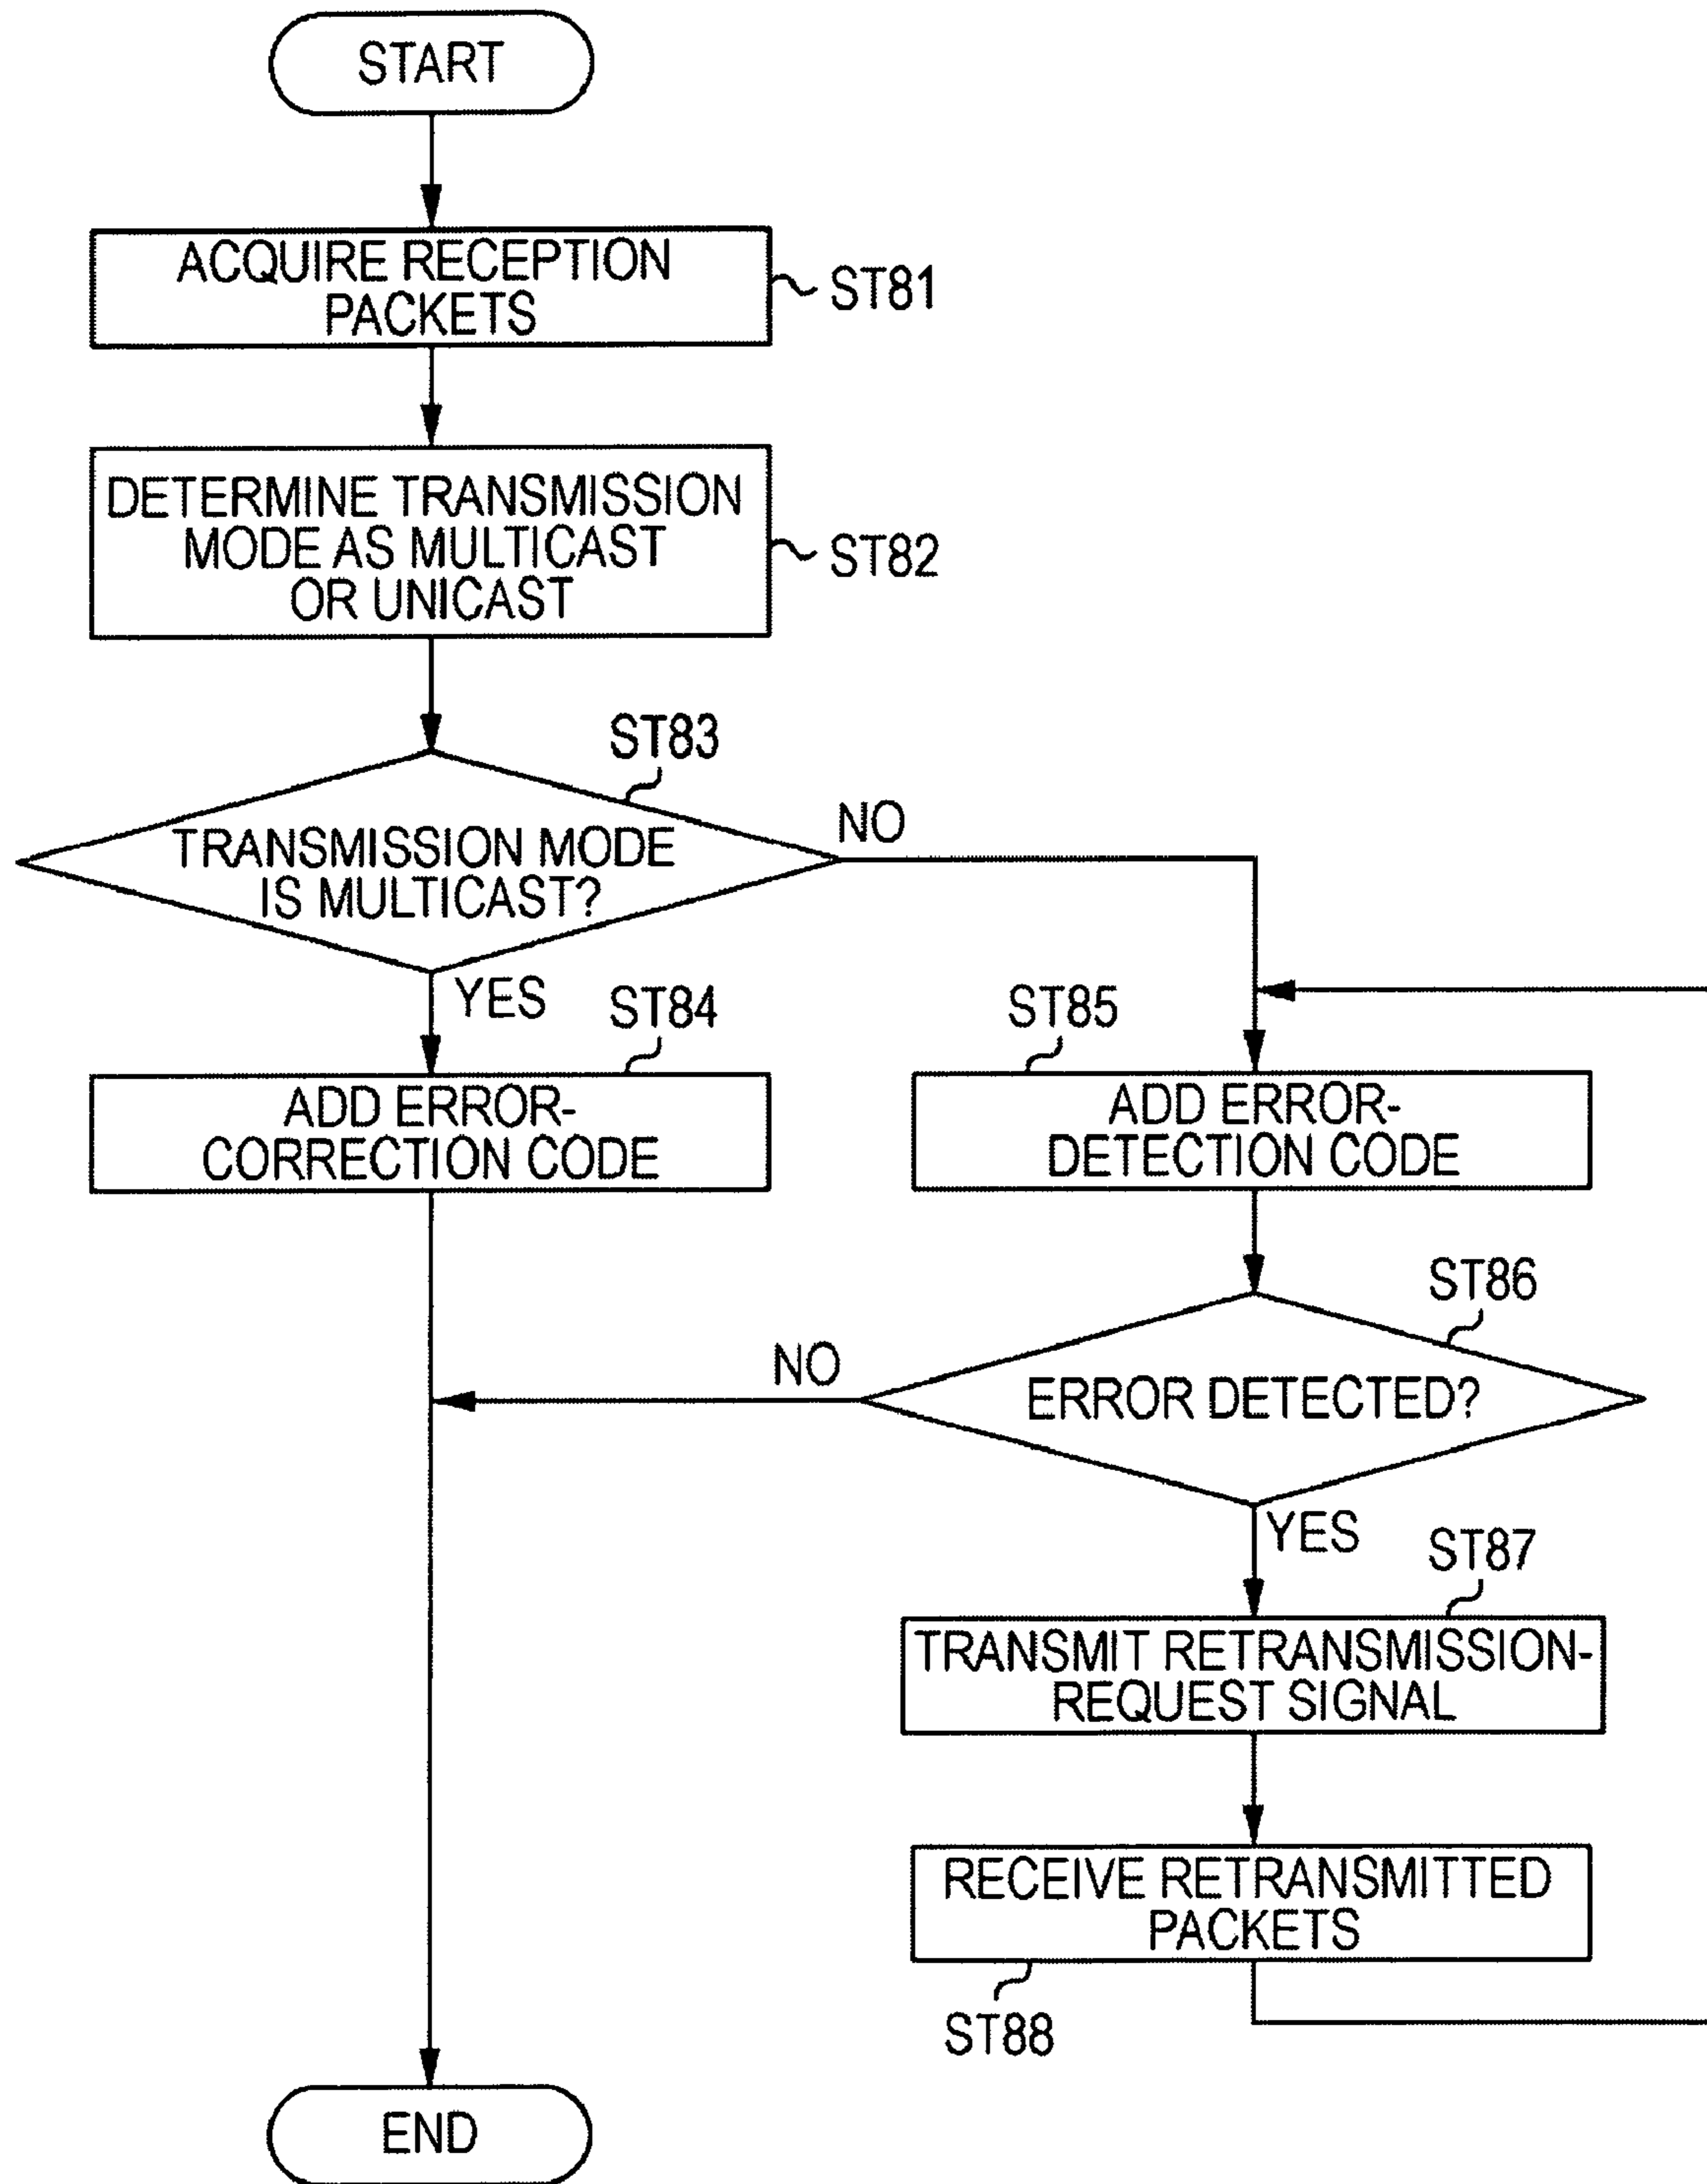 START
ACQUIRE RECEPTION
PACKETS
ST81
DETERMINE TRANSMISSION
MODE AS MULTICAST
OR UNICAST
ST82
ST83
TRANSMISSION MODE
IS MULTICAST?
NO
YES
ST84
ADD ERROR-
CORRECTION CODE
ST85
ADD ERROR-
DETECTION CODE
ST86
ERROR DETECTED?
NO
YES
ST87
TRANSMIT RETRANSMISSION-
REQUEST SIGNAL
RECEIVE RETRANSMITTED
PACKETS
ST88
END